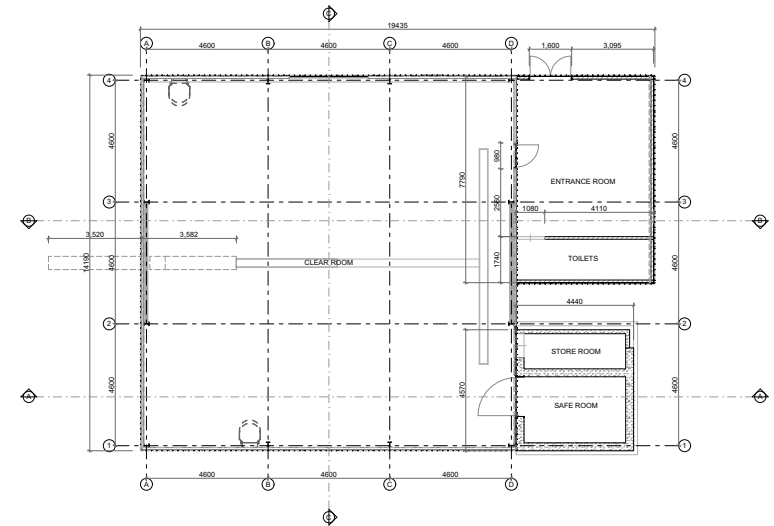 C
19435
A
B
C
D
4600
4600
4600
1,600
3,095
4
4
4600
4600
980
7790
ENTRANCE ROOM
3
3
2560
1080
4110
B
B
3,520
3,582
14190
4600
4600
CLEAR ROOM
1740
TOILETS
4440
2
2
STORE ROOM
4600
4600
4570
A
A
SAFE ROOM
1
1
4600
4600
4600
A
B
C
D
C